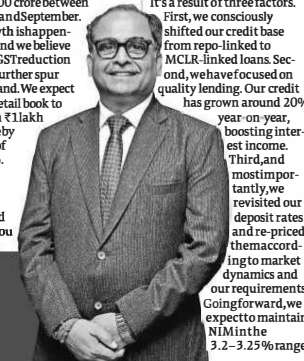 00 crore between
and September.
th is happen-
nd we believe
GST reduction
urther spur
and. We expect
etail book to
₹1 lakh
eby
of
.
d
ou
It's a result of three factors.
First, we consciously
shifted our credit base
from repo-linked to
MCLR-linked loans. Sec-
ond, we have focused on
quality lending. Our credit
has grown around 20%
year-on-year,
boosting inter-
est income.
Third, and
most impor-
tantly, we
revisited our
deposit rates
and re-priced
them accord-
ing to market
dynamics and
our requirements
Going forward, we
expect to maintain
NIM in the
3.2–3.25% range